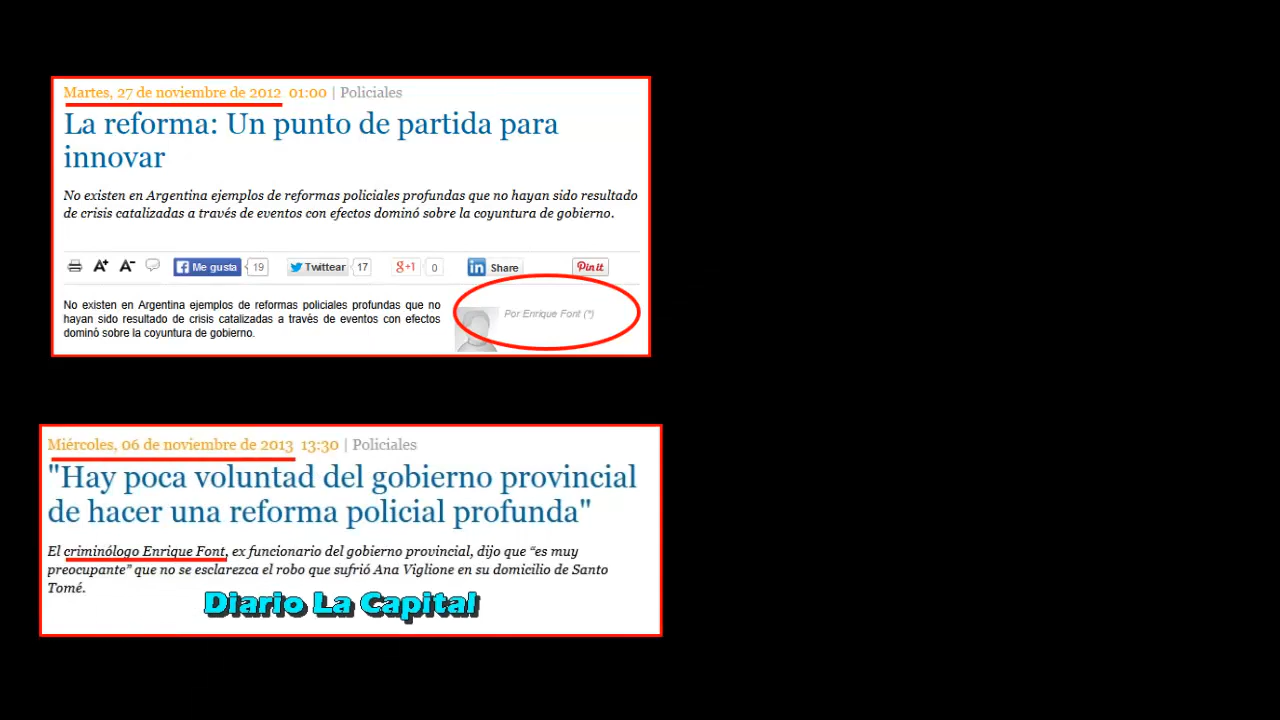 Martes, 27 de noviembre de 2012 01:00 | Policiales
La reforma: Un punto de partida para
innovar
No existen en Argentina ejemplos de reformas policiales profundas que no hayan sido resultado
de crisis catalizadas a través de eventos con efectos dominó sobre la coyuntura de gobierno.
A+ A- Me gusta 19 Twittear 17 g+1 0 in Share Pin it
No existen en Argentina ejemplos de reformas policiales profundas que no
hayan sido resultado de crisis catalizadas a través de eventos con efectos
dominó sobre la coyuntura de gobierno.
Por Enrique Font (*)
Miércoles, 06 de noviembre de 2013 13:30 | Policiales
"Hay poca voluntad del gobierno provincial
de hacer una reforma policial profunda"
El criminólogo Enrique Font, ex funcionario del gobierno provincial, dijo que “es muy
preocupante” que no se esclarezca el robo que sufrió Ana Viglione en su domicilio de Santo
Tomé.
Diario La Capital